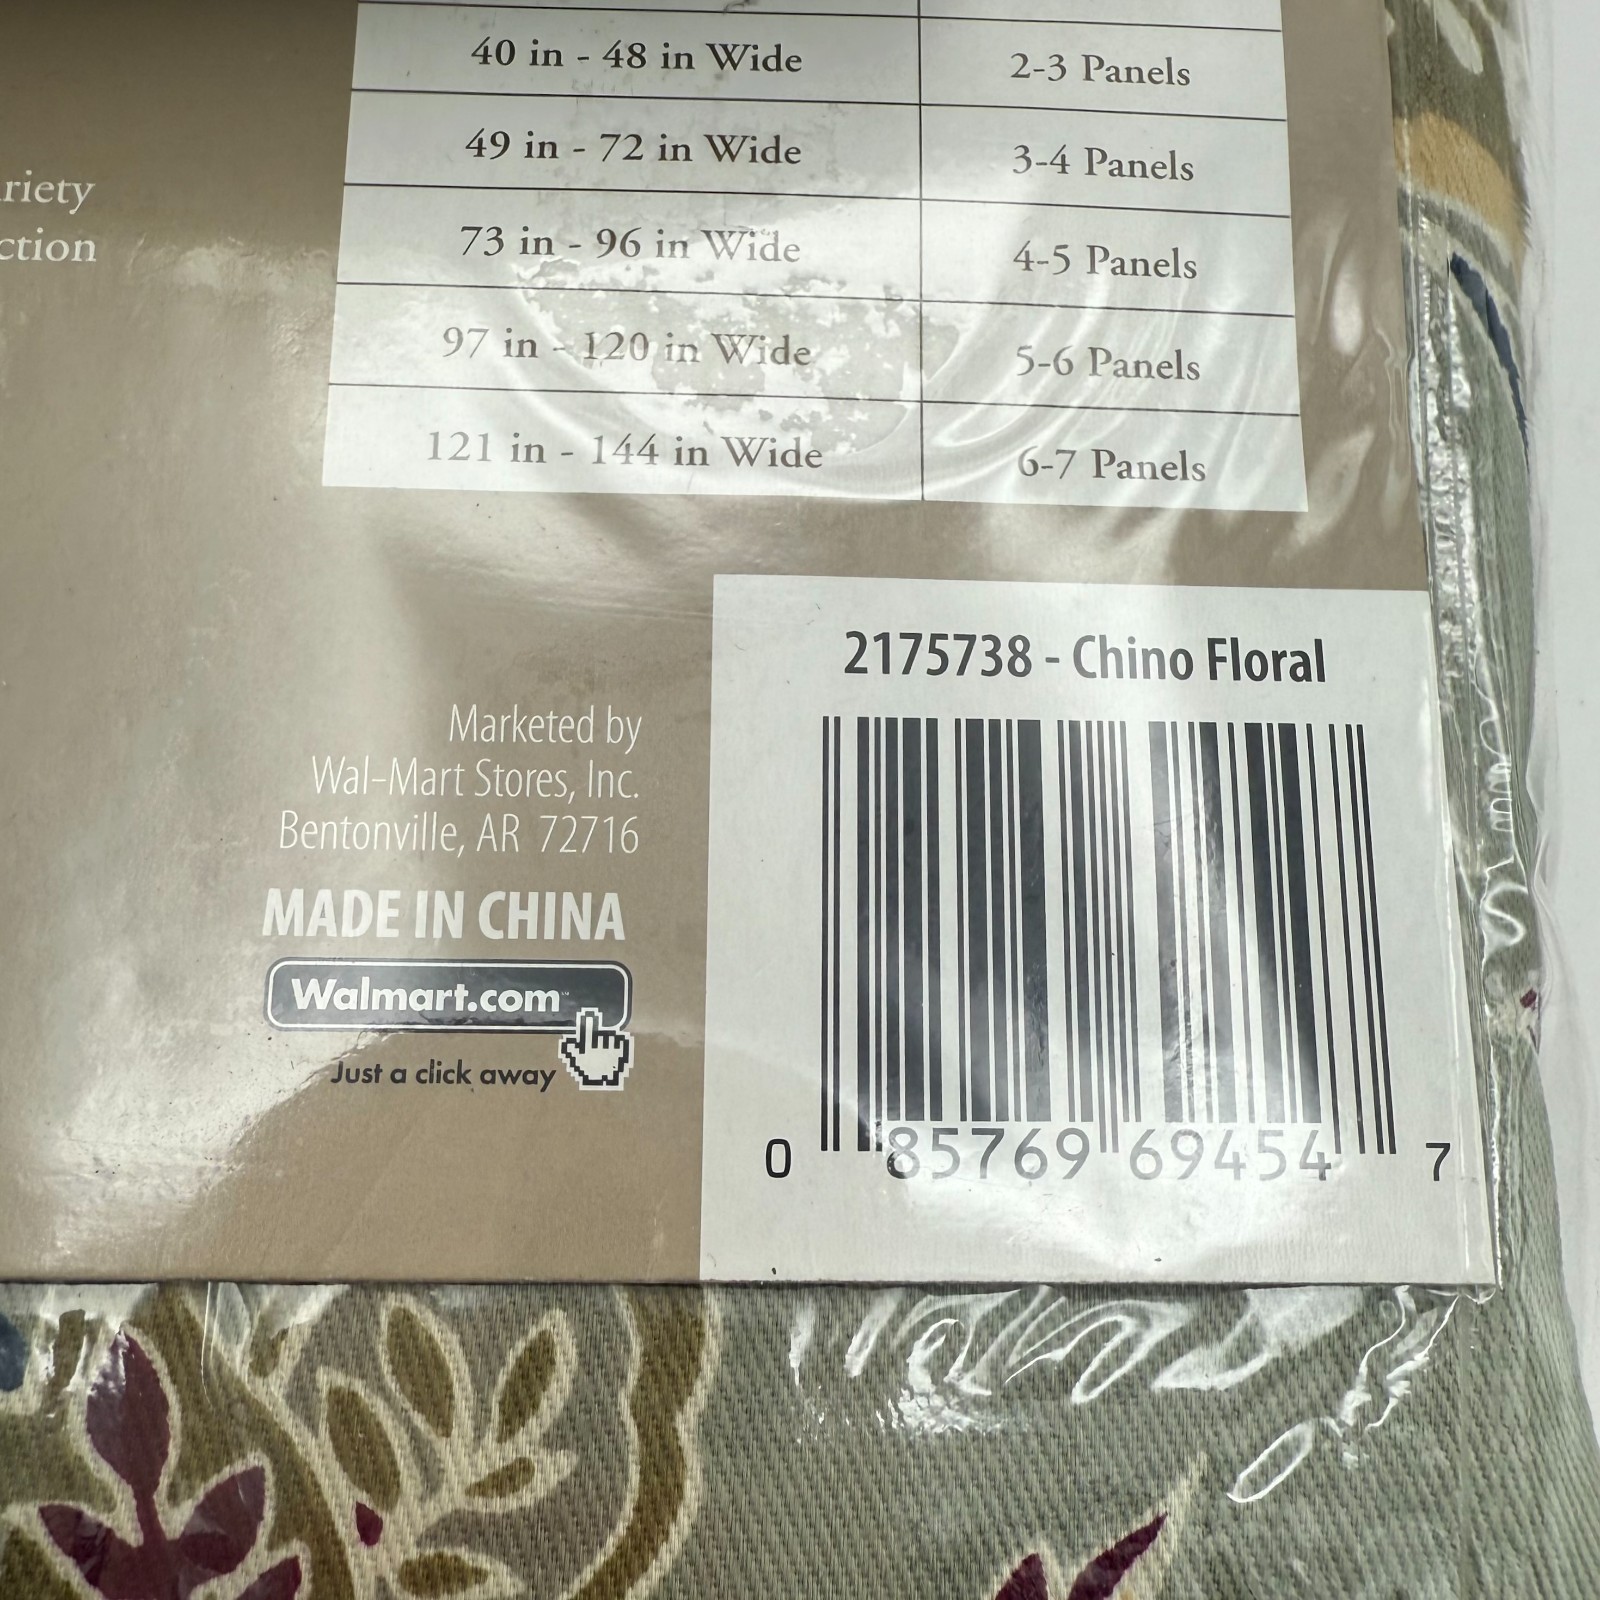 40 in - 48 in Wide 2-3 Panels
49 in - 72 in Wide 3-4 Panels
73 in - 96 in Wide 4-5 Panels
97 in - 120 in Wide 5-6 Panels
121 in - 144 in Wide 6-7 Panels
riety
ction
2175738 - Chino Floral
Marketed by
Wal-Mart Stores, Inc.
Bentonville, AR 72716
MADE IN CHINA
Walmart.com
Just a click away
0 85769 69454 7